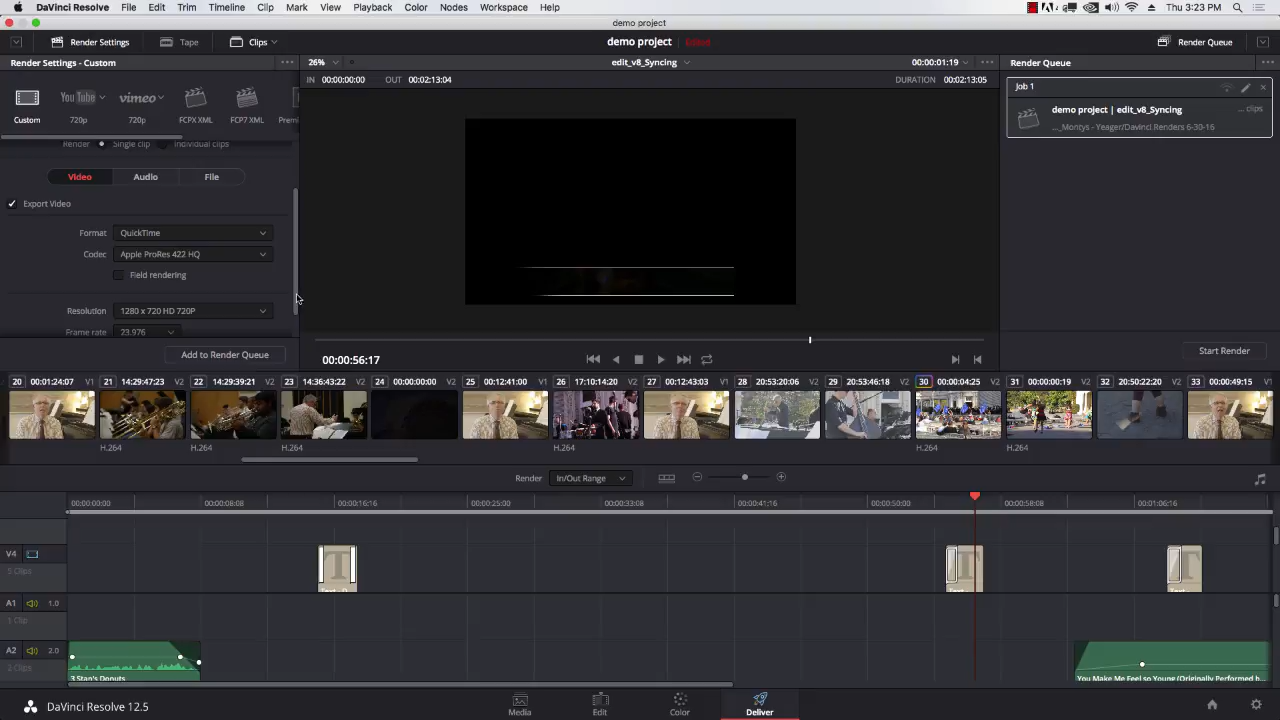 DaVinci Resolve File Edit Trim Timeline Clip Mark View Playback Color Nodes Workspace Help Thu 3:23 PM
demo project
Render Settings Tape Clips demo project Edited Render Queue
Render Settings - Custom 26% edit_v8_Syncing 00:00:01:19 Render Queue
IN 00:00:00:00 OUT 00:02:13:04 DURATION 00:02:13:05
Job 1
You Tube vimeo
demo project | edit_v8_Syncing ... clips
Custom 720p 720p FCPX XML FCP7 XML Premi
..._Montys - Yeager/Davinci Renders 6-30-16
Render Single clip Individual clips
Video Audio File
Export Video
Format QuickTime
Codec Apple ProRes 422 HQ
Field rendering
Resolution 1280 x 720 HD 720P
Frame rate 23.976
Add to Render Queue 00:00:56:17 Start Render
20 00:01:24:07 V1 21 14:29:47:23 V2 22 14:29:39:21 V2 23 14:36:43:22 V2 24 00:00:00:00 V2 25 00:12:41:00 V1 26 17:10:14:20 V2 27 00:12:43:03 V1 28 20:53:20:06 V2 29 20:53:46:18 V2 30 00:00:04:25 V2 31 00:00:00:19 V2 32 20:50:22:20 V2 33 00:00:49:15 V1
H.264 H.264 H.264 H.264 H.264 H.264
Render In/Out Range
00:00:00:00 00:00:08:08 00:00:16:16 00:00:25:00 00:00:33:08 00:00:41:16 00:00:50:00 00:00:58:08 00:01:06:16
V4
5 Clips
A1 1.0
1 Clip
A2 2.0
2 Clips
3 Stan's Donuts You Make Me Feel so Young (Originally Performed b...
DaVinci Resolve 12.5 Media Edit Color Deliver